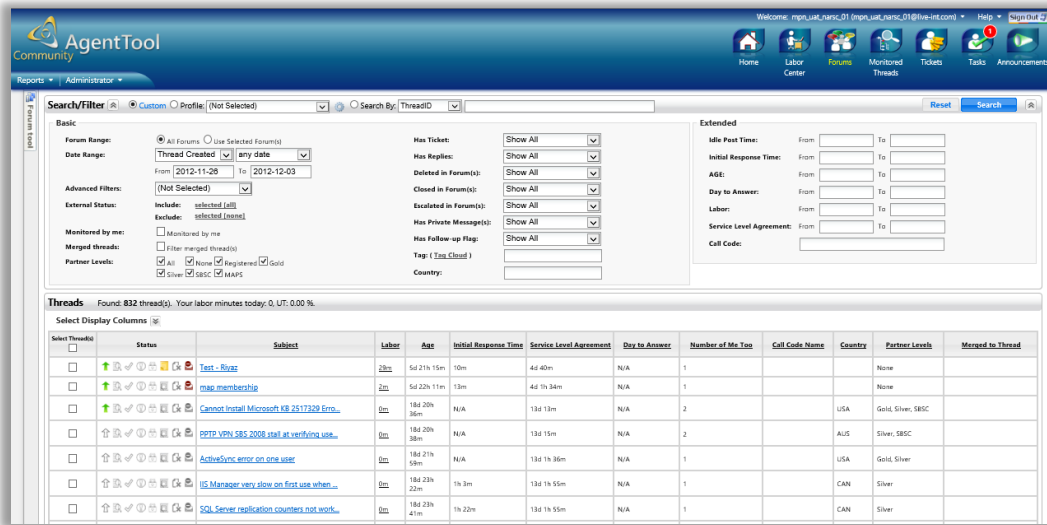 Welcome: mpn_uat_narsc_01 (mpn_uat_narsc_01@live-int.com) Help Sign Out
AgentTool
Community
Home Labor Center Forums Monitored Threads Tickets Tasks 1 Announcements
Reports Administrator
Forum tool
Search/Filter Custom Profile: (Not Selected) Search By: ThreadID Reset Search
Basic Extended
Forum Range: All Forums Use Selected Forum(s) Has Ticket: Show All Idle Post Time: From To
Date Range: Thread Created any date Has Replies: Show All Initial Response Time: From To
From 2012-11-26 To 2012-12-03 Deleted in Forum(s): Show All AGE: From To
Advanced Filters: (Not Selected) Closed in Forum(s): Show All Day to Answer: From To
External Status: Include: selected [all] Escalated in Forum(s): Show All Labor: From To
Exclude: selected [none] Has Private Message(s): Show All Service Level Agreement: From To
Monitored by me: Monitored by me Has Follow-up Flag: Show All Call Code:
Merged threads: Filter merged thread(s) Tag: ( Tag Cloud )
Partner Levels: All None Registered Gold Country:
Silver SBSC MAPS
Threads Found: 832 thread(s). Your labor minutes today: 0, UT: 0.00 %.
Select Display Columns
Select Thread(s) Status Subject Labor Age Initial Response Time Service Level Agreement Day to Answer Number of Me Too Call Code Name Country Partner Levels Merged to Thread
Test - Riyaz 29m 5d 21h 15m 10m 4d 40m N/A 1 None
map membership 2m 5d 22h 11m 13m 4d 1h 34m N/A 1 None
Cannot Install Microsoft KB 2517329 Erro... 0m 18d 20h 36m N/A 13d 13m N/A 2 USA Gold, Silver, SBSC
PPTP VPN SBS 2008 stall at verifying use... 0m 18d 20h 38m N/A 13d 15m N/A 2 AUS Silver, SBSC
ActiveSync error on one user 0m 18d 21h 59m N/A 13d 1h 36m N/A 1 USA Gold, Silver
IIS Manager very slow on first use when ... 0m 18d 23h 22m 1h 3m 13d 1h 55m N/A 1 CAN Silver
SQL Server replication counters not work... 0m 18d 23h 41m 1h 22m 13d 1h 55m N/A 1 CAN Silver